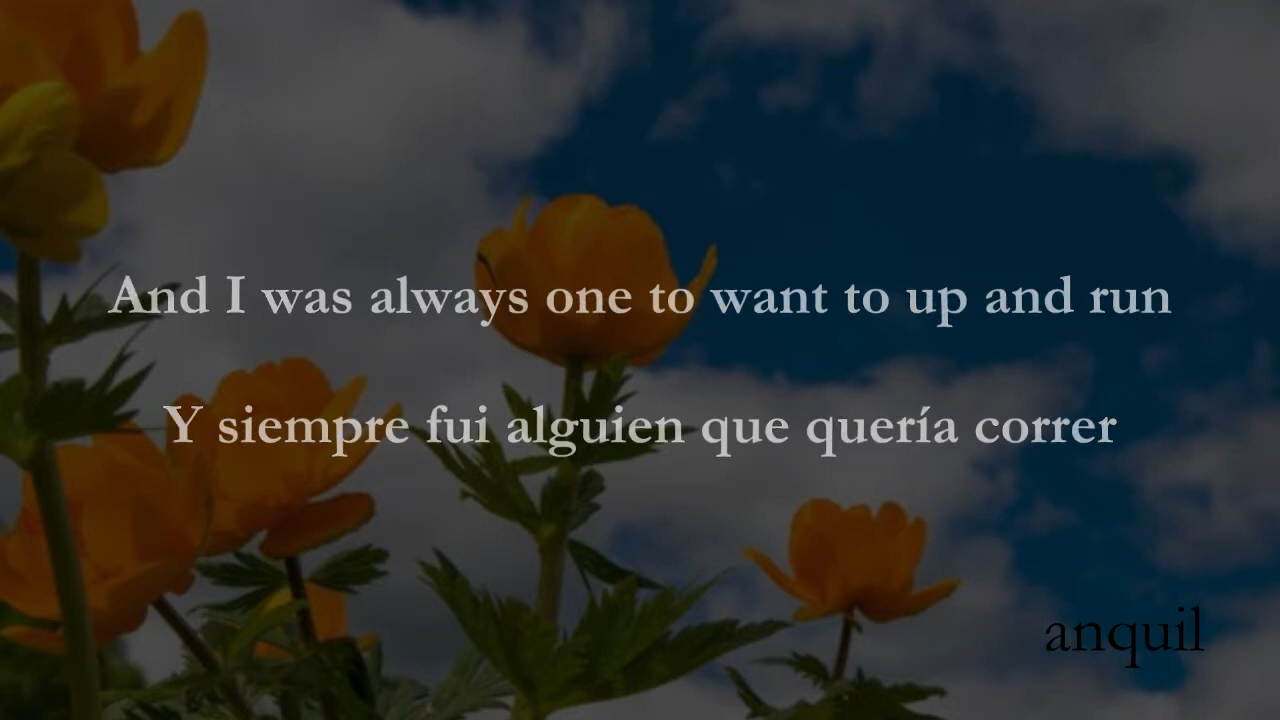 And I was always one to want to up and run
Y siempre fui alguien que quería correr
anquil